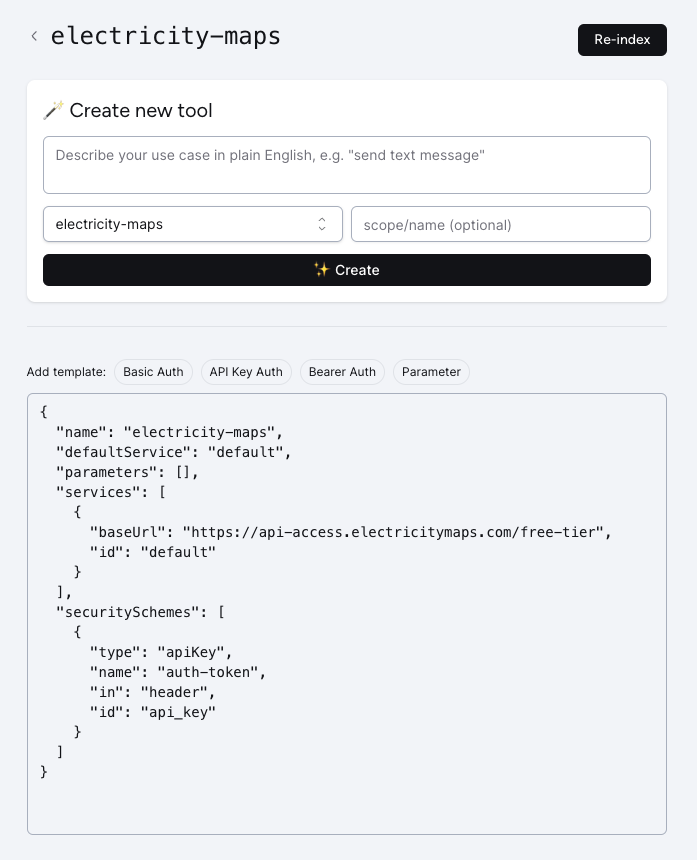 electricity-maps
Re-index
🪄 Create new tool
Describe your use case in plain English, e.g. "send text message"
electricity-maps
scope/name (optional)
✨ Create
Add template: Basic Auth API Key Auth Bearer Auth Parameter
{
  "name": "electricity-maps",
  "defaultService": "default",
  "parameters": [],
  "services": [
    {
      "baseUrl": "https://api-access.electricitymaps.com/free-tier",
      "id": "default"
    }
  ],
  "securitySchemes": [
    {
      "type": "apiKey",
      "name": "auth-token",
      "in": "header",
      "id": "api_key"
    }
  ]
}